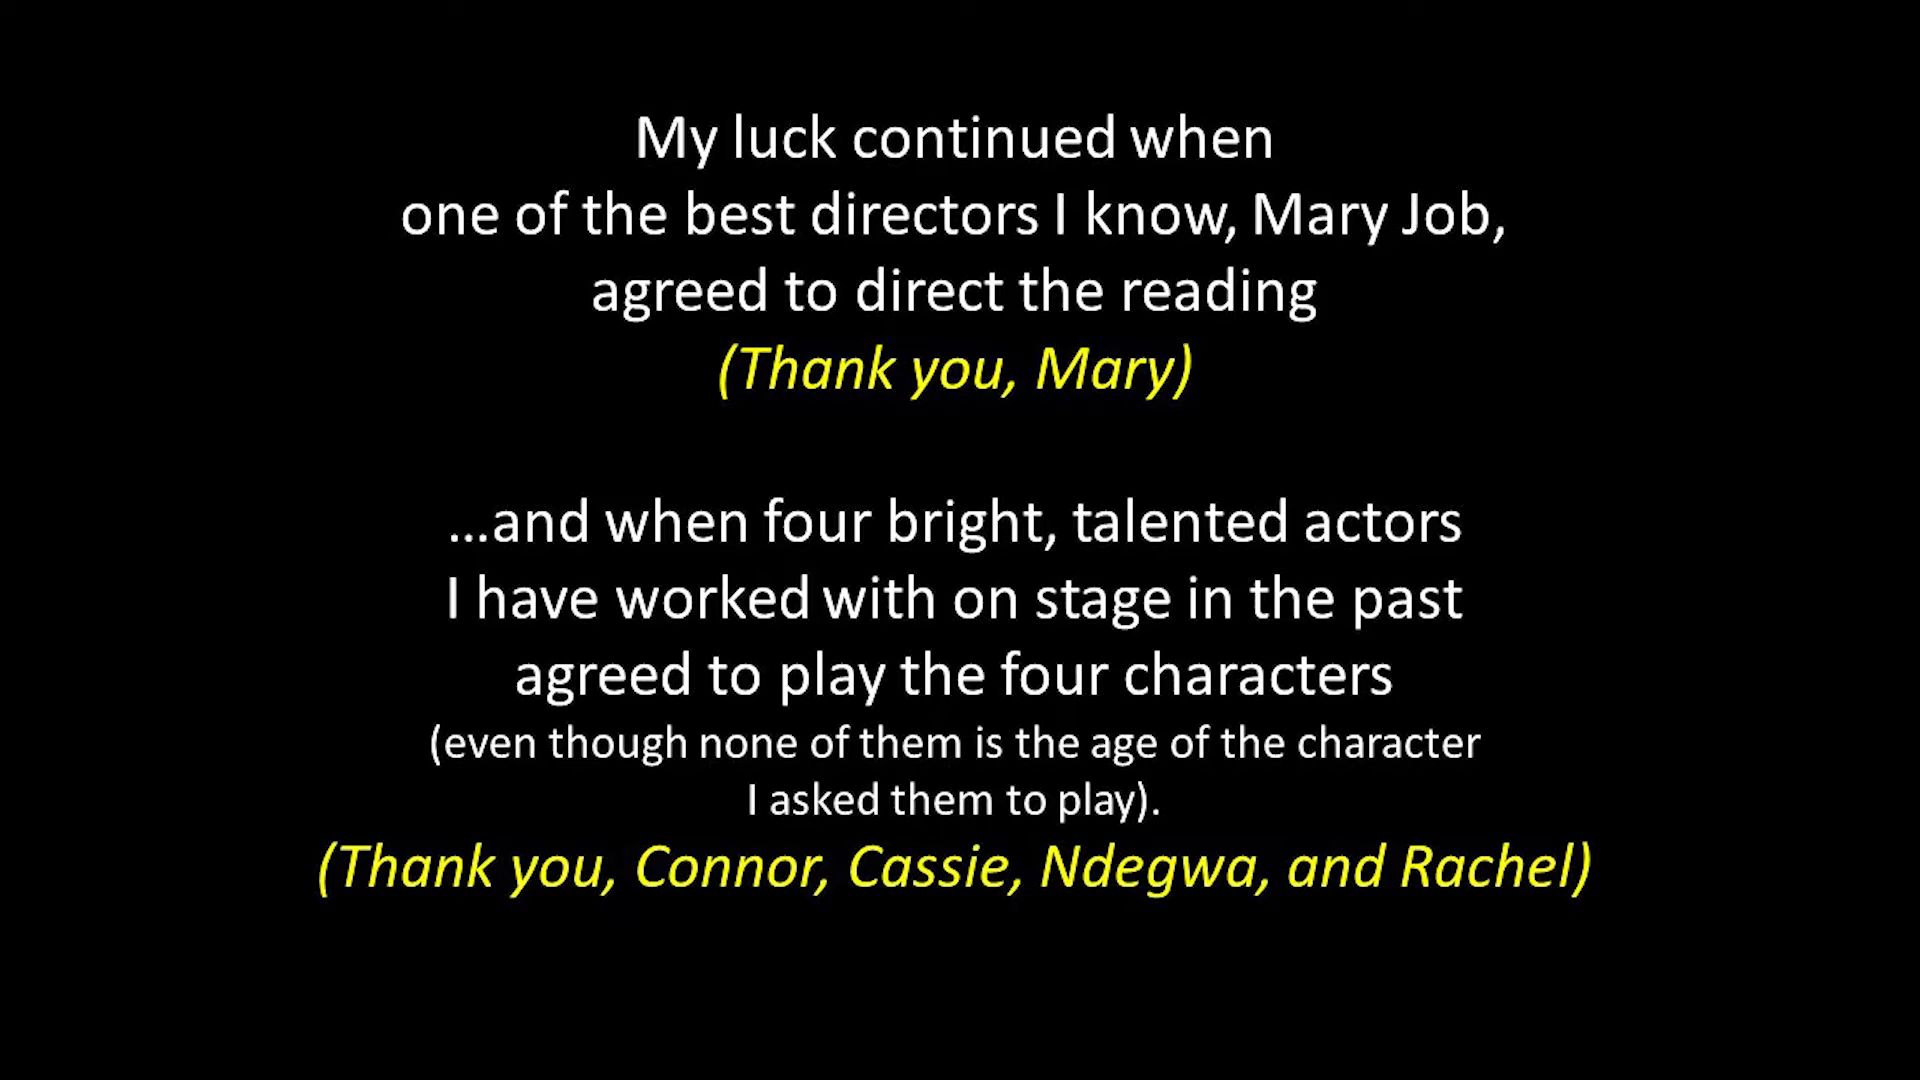 My luck continued when
one of the best directors I know, Mary Job,
agreed to direct the reading
(Thank you, Mary)
…and when four bright, talented actors
I have worked with on stage in the past
agreed to play the four characters
(even though none of them is the age of the character
I asked them to play).
(Thank you, Connor, Cassie, Ndegwa, and Rachel)